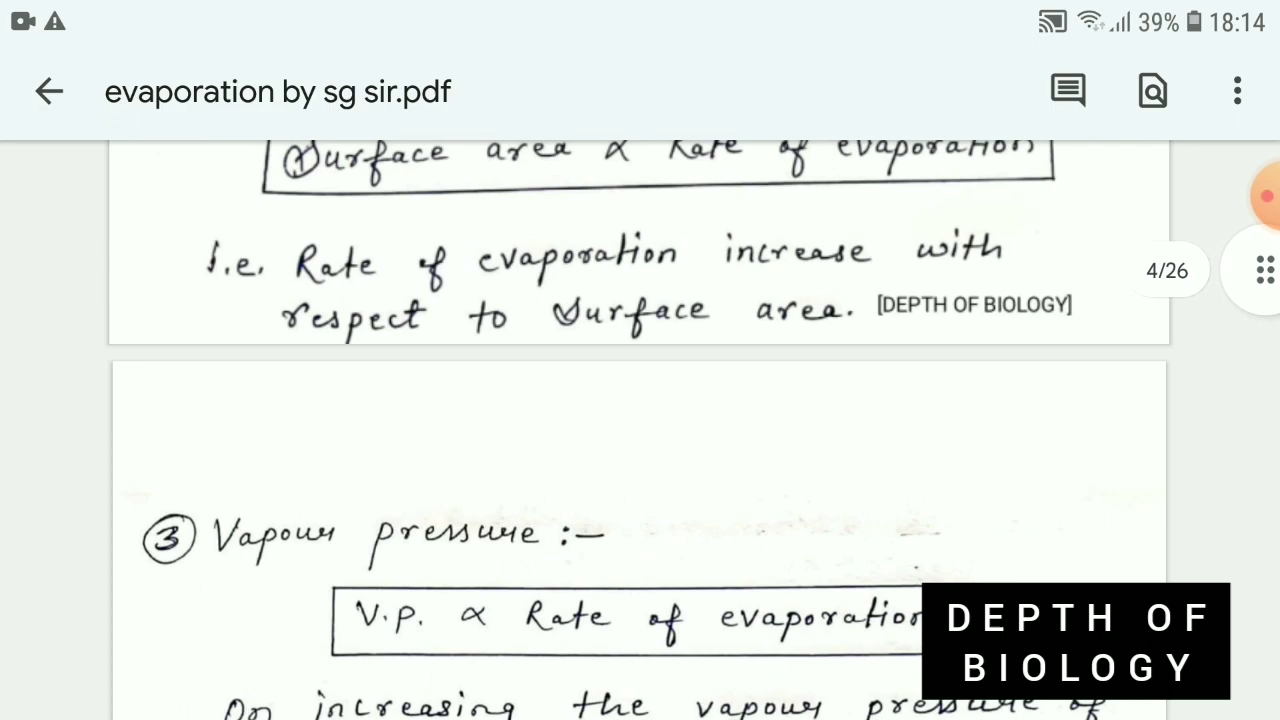 39% 18:14
evaporation by sg sir.pdf
Surface area ∝ Rate of evaporation
i.e. Rate of evaporation increase with
4/26
respect to Surface area. [DEPTH OF BIOLOGY]
③ Vapour pressure :-
V.P. ∝ Rate of evaporation
DEPTH OF
BIOLOGY
On increasing the vapour pressure of